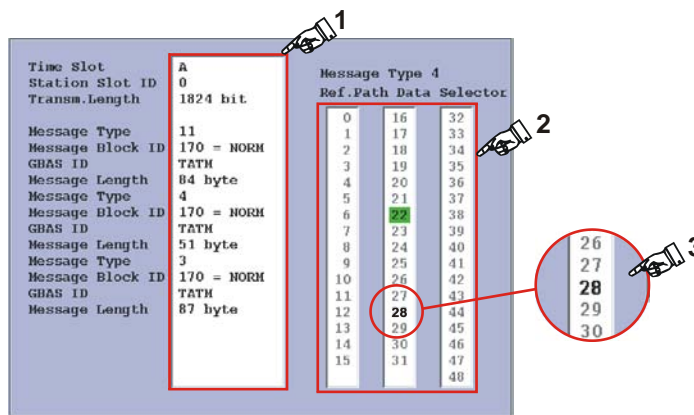 1
Time Slot A
Station Slot ID 0
Transm.Length 1824 bit
Message Type 11
Message Block ID 170 = NORM
GBAS ID TATM
Message Length 84 byte
Message Type 4
Message Block ID 170 = NORM
GBAS ID TATM
Message Length 51 byte
Message Type 3
Message Block ID 170 = NORM
GBAS ID TATM
Message Length 87 byte
Message Type 4
Ref.Path Data Selector
2
0 16 32
1 17 33
2 18 34
3 19 35
4 20 36
5 21 37
6 22 38
7 23 39
8 24 40
9 25 41
10 26 42
11 27 43
12 28 44
13 29 45
14 30 46
15 31 47
48
3
26
27
28
29
30